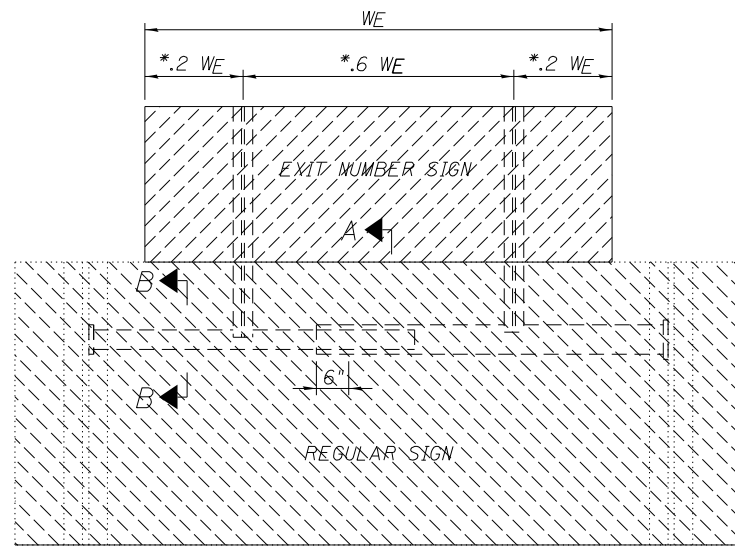 WE
*.2 WE *.6 WE *.2 WE
EXIT NUMBER SIGN
A
B
6"
B
REGULAR SIGN